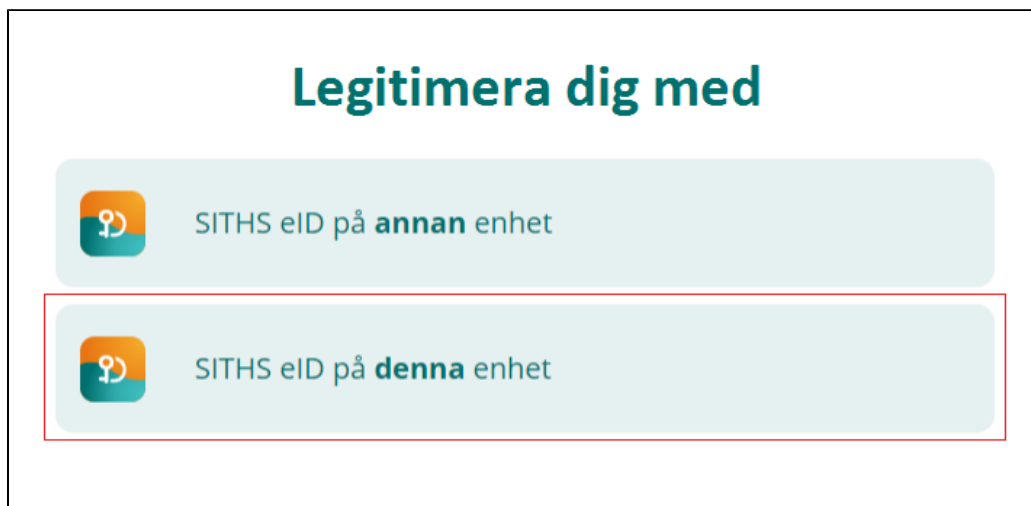 Legitimera dig med
SITHS eID på annan enhet
SITHS eID på denna enhet